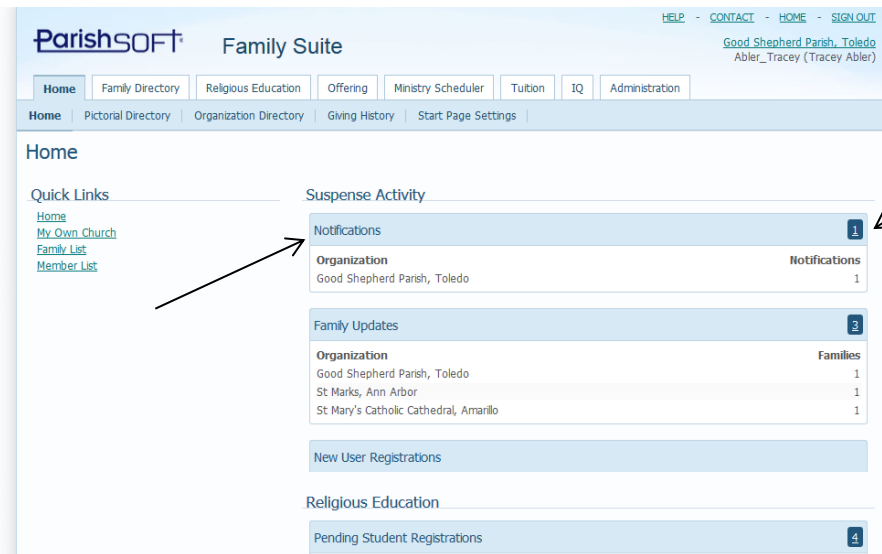 HELP - CONTACT - HOME - SIGN OUT
ParishSOFT Family Suite
Good Shepherd Parish, Toledo
Abler_Tracey (Tracey Abler)
Home Family Directory Religious Education Offering Ministry Scheduler Tuition IQ Administration
Home Pictorial Directory Organization Directory Giving History Start Page Settings
Home
Quick Links
Home
My Own Church
Family List
Member List
Suspense Activity
Notifications 1
Organization Notifications
Good Shepherd Parish, Toledo 1
Family Updates 3
Organization Families
Good Shepherd Parish, Toledo 1
St Marks, Ann Arbor 1
St Mary's Catholic Cathedral, Amarillo 1
New User Registrations
Religious Education
Pending Student Registrations 4